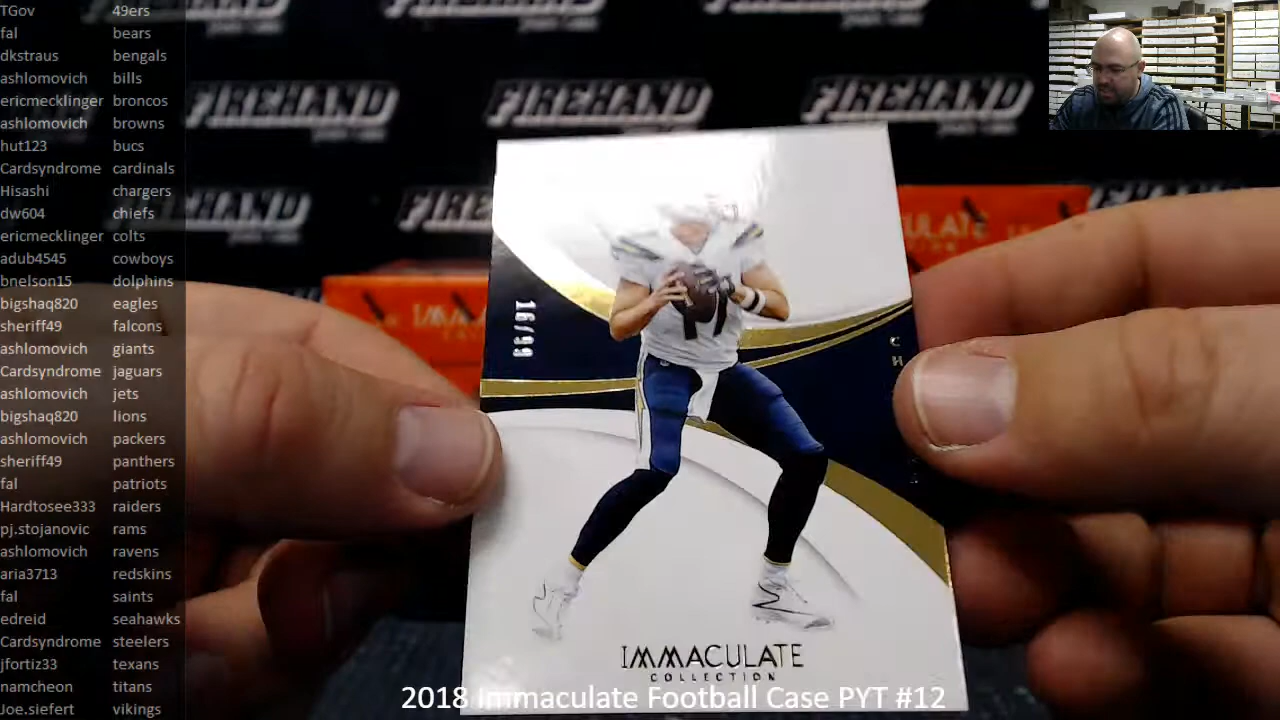 TGov 49ers
fal bears
dkstraus bengals
ashlomovich bills
ericmecklinger broncos
ashlomovich browns
hut123 bucs
Cardsyndrome cardinals
Hisashi chargers
dw604 chiefs
ericmecklinger colts
adub4545 cowboys
bnelson15 dolphins
bigshaq820 eagles
sheriff49 falcons
ashlomovich giants
Cardsyndrome jaguars
ashlomovich jets
bigshaq820 lions
ashlomovich packers
sheriff49 panthers
fal patriots
Hardtosee333 raiders
pj.stojanovic rams
ashlomovich ravens
aria3713 redskins
fal saints
edreid seahawks
Cardsyndrome steelers
jfortiz33 texans
namcheon titans
Joe.siefert vikings
FIREHAND
FIREHAND
FIREHAND
16/99
17
IMMACULATE
COLLECTION
2018 Immaculate Football Case PYT #12